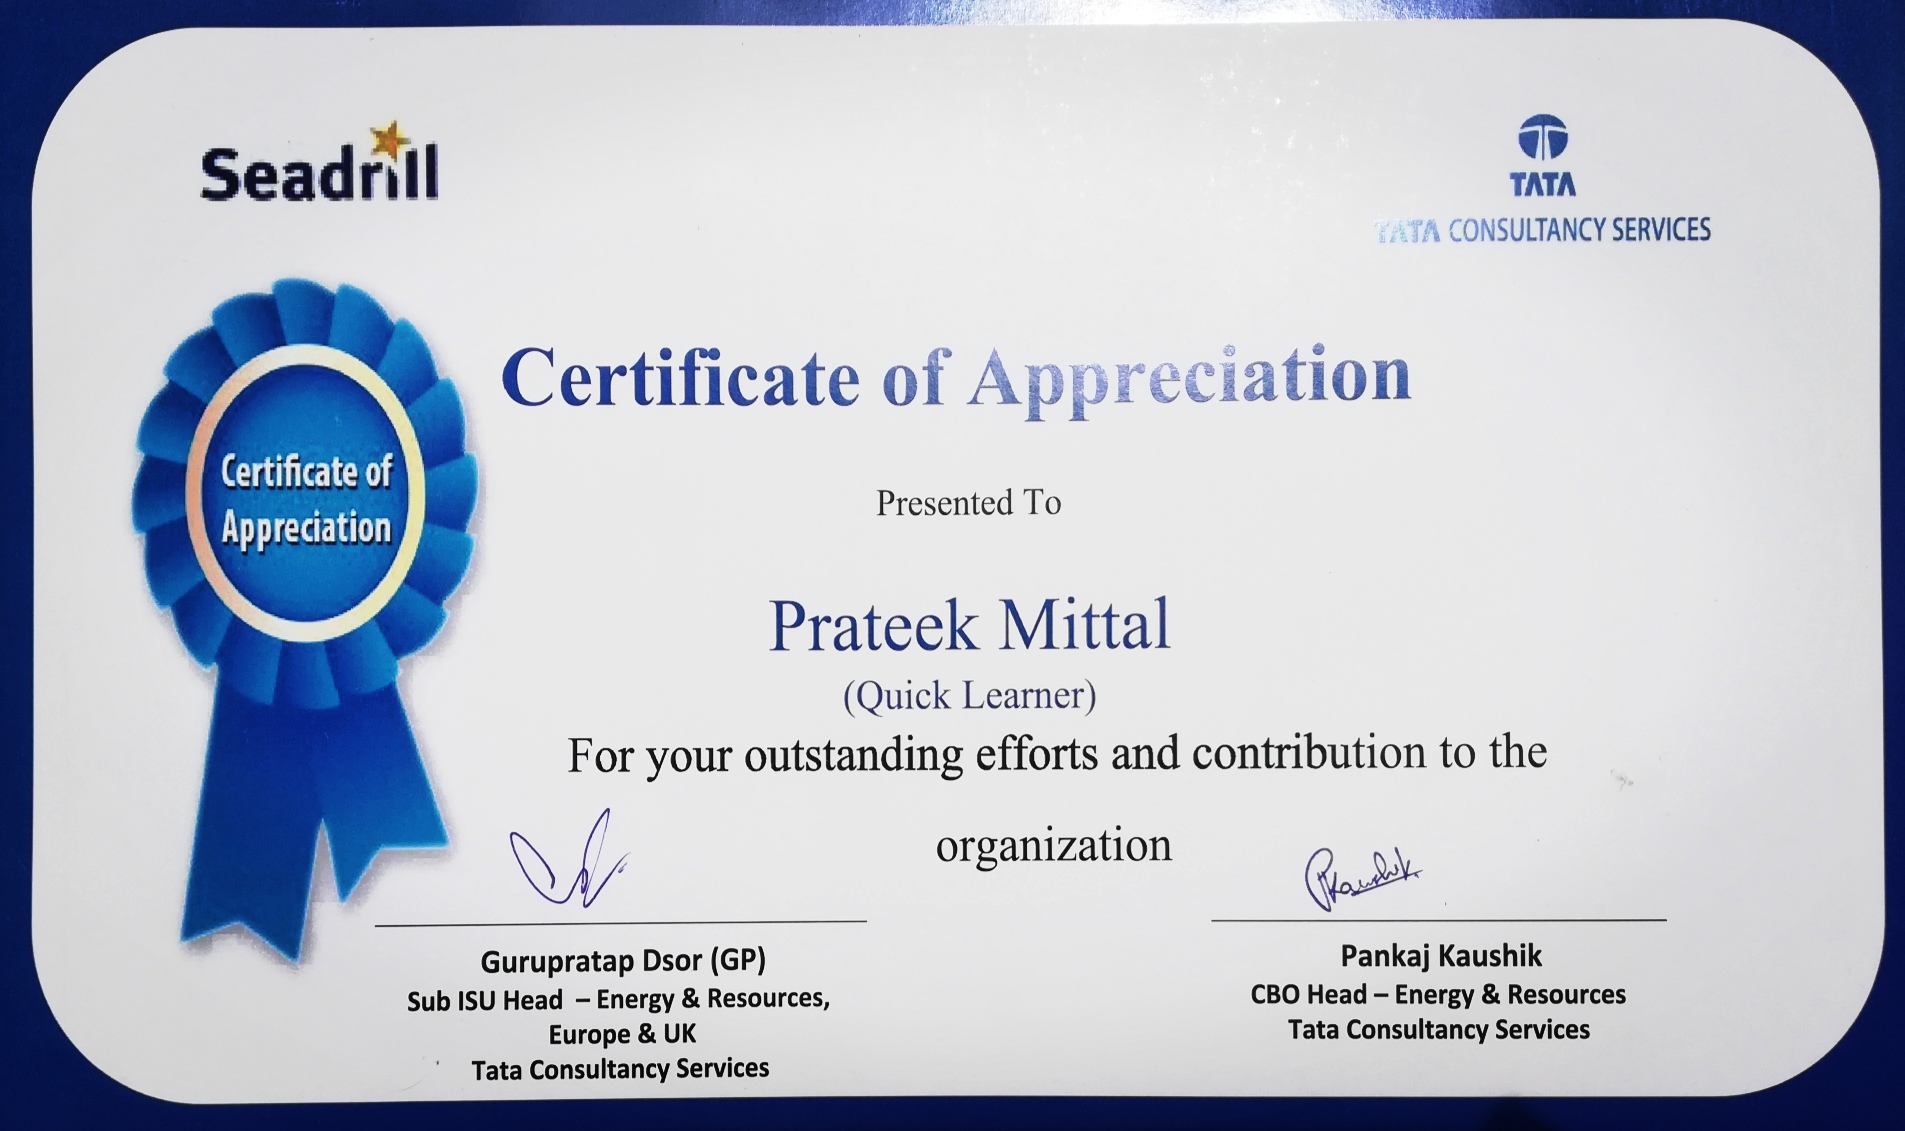 Seadrill
TATA
TATA CONSULTANCY SERVICES
Certificate of Appreciation
Certificate of
Appreciation
Presented To
Prateek Mittal
(Quick Learner)
For your outstanding efforts and contribution to the
organization
PKaushik
Gurupratap Dsor (GP)
Sub ISU Head – Energy & Resources,
Europe & UK
Tata Consultancy Services
Pankaj Kaushik
CBO Head – Energy & Resources
Tata Consultancy Services